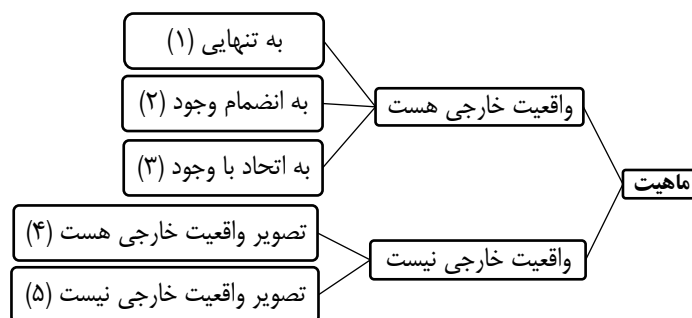 ماهیت
واقعیت خارجی هست
به تنهایی (۱)
به انضمام وجود (۲)
به اتحاد با وجود (۳)
واقعیت خارجی نیست
تصویر واقعیت خارجی هست (۴)
تصویر واقعیت خارجی نیست (۵)